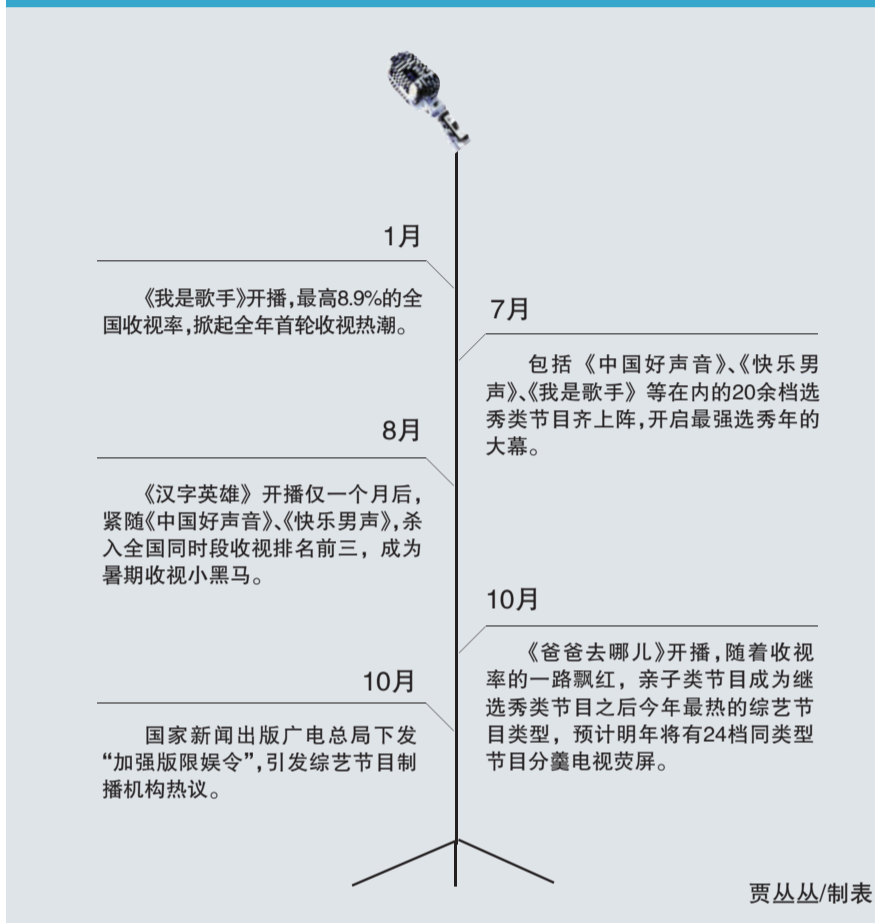 1月
《我是歌手》开播,最高8.9%的全
国收视率,掀起全年首轮收视热潮。
7月
包括《中国好声音》、《快乐男
声》、《我是歌手》等在内的20余档选
秀类节目齐上阵,开启最强选秀年的
大幕。
8月
《汉字英雄》开播仅一个月后,
紧随《中国好声音》、《快乐男声》,杀
入全国同时段收视排名前三,成为
暑期收视小黑马。
10月
《爸爸去哪儿》开播,随着收视
率的一路飘红,亲子类节目成为继
选秀类节目之后今年最热的综艺节
目类型,预计明年将有24档同类型
节目分羹电视荧屏。
10月
国家新闻出版广电总局下发
“加强版限娱令”,引发综艺节目制
播机构热议。
贾丛丛/制表